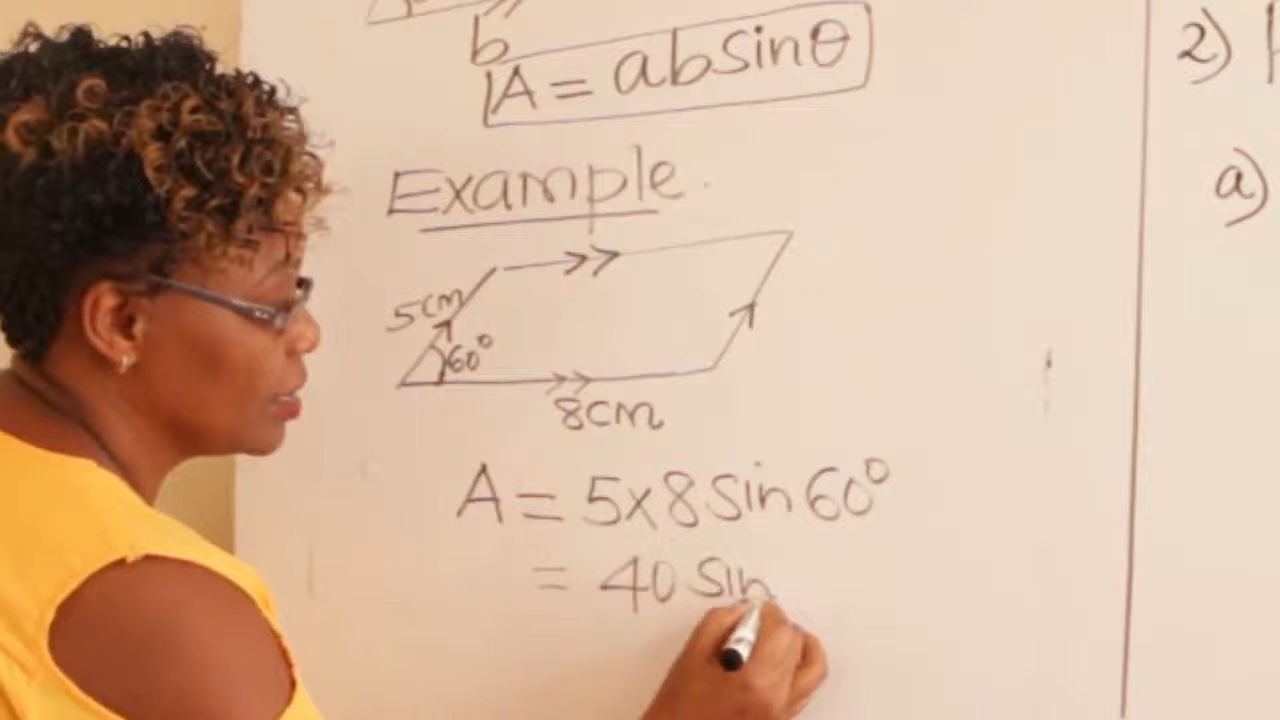 b
A = absinθ
2)
a)
Example.
5cm
60°
8cm
A = 5x8 Sin 60°
= 40 Sin